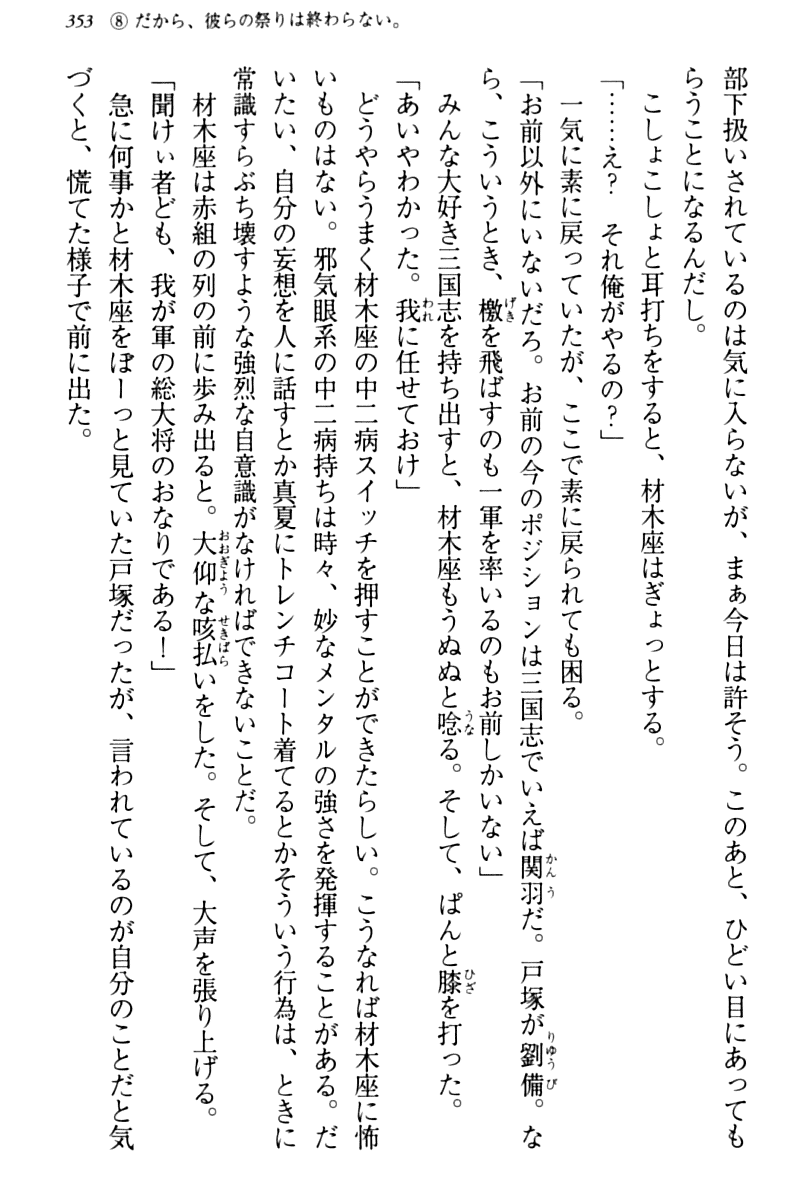 353 ⑧だから、彼らの祭りは終わらない。
部下扱いされているのは気に入らないが、まぁ今日は許そう。このあと、ひどい目にあっても
らうことになるんだし。
こしょこしょと耳打ちをすると、材木座はぎょっとする。
「……え？　それ俺がやるの？」
一気に素に戻っていたが、ここで素に戻られても困る。
「お前以外にいないだろ。お前の今のポジションは三国志でいえば関羽だ。戸塚が劉備。な
ら、こういうとき、檄を飛ばすのも一軍を率いるのもお前しかいない」
みんな大好き三国志を持ち出すと、材木座もうぬぬと唸る。そして、ぱんと膝を打った。
「あいやわかった。我に任せておけ」
どうやらうまく材木座の中二病スイッチを押すことができたらしい。こうなれば材木座に怖
いものはない。邪気眼系の中二病持ちは時々、妙なメンタルの強さを発揮することがある。だ
いたい、自分の妄想を人に話すとか真夏にトレンチコート着てるとかそういう行為は、ときに
常識すらぶち壊すような強烈な自意識がなければできないことだ。
材木座は赤組の列の前に歩み出ると。大仰な咳払いをした。そして、大声を張り上げる。
「聞けぃ者ども、我が軍の総大将のおなりである！」
急に何事かと材木座をぽーっと見ていた戸塚だったが、言われているのが自分のことだと気
づくと、慌てた様子で前に出た。